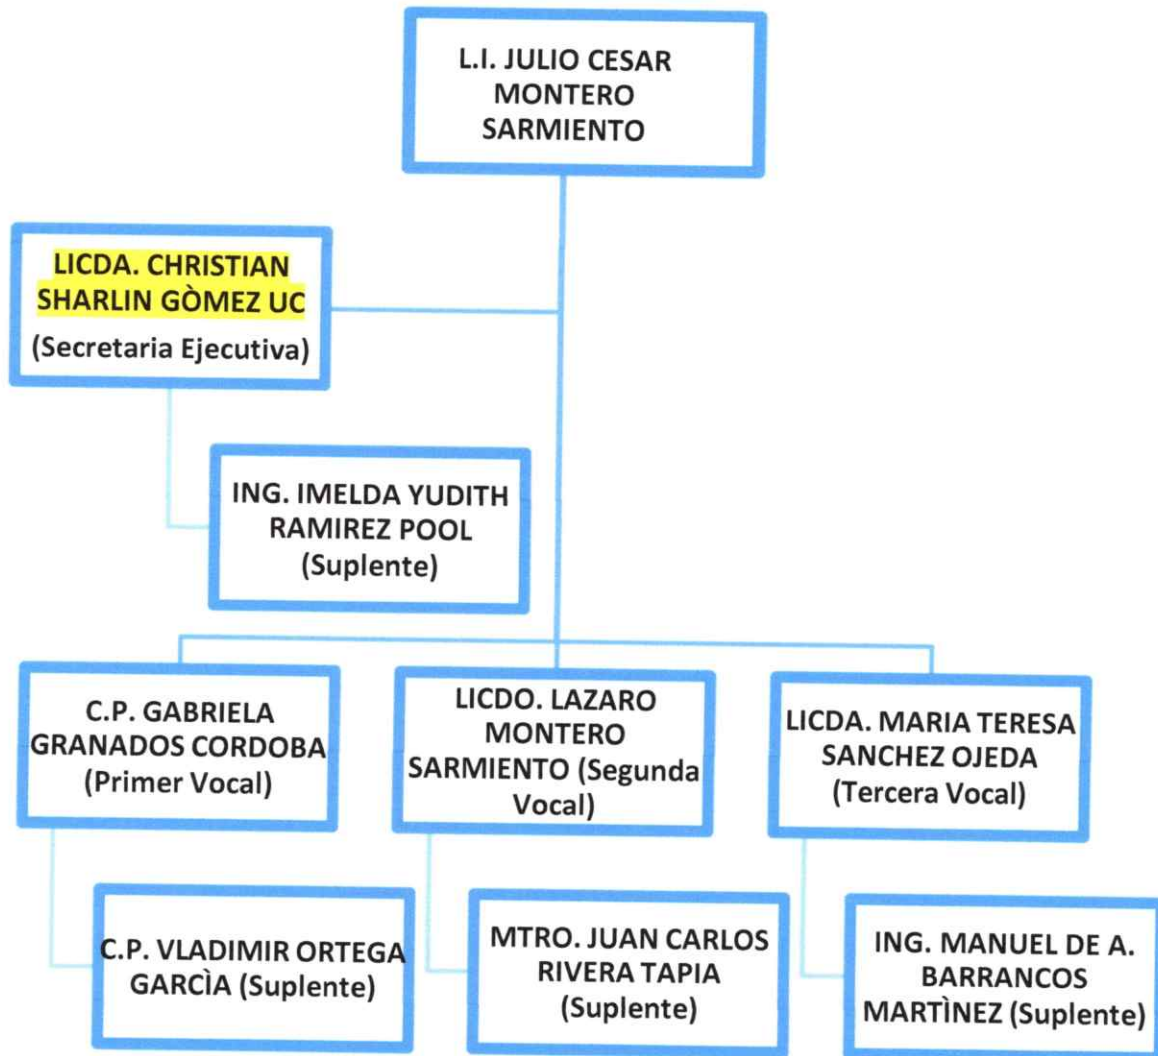 L.I. JULIO CESAR
MONTERO
SARMIENTO
LICDA. CHRISTIAN
SHARLIN GÒMEZ UC
(Secretaria Ejecutiva)
ING. IMELDA YUDITH
RAMIREZ POOL
(Suplente)
C.P. GABRIELA
GRANADOS CORDOBA
(Primer Vocal)
LICDO. LAZARO
MONTERO
SARMIENTO (Segunda
Vocal)
LICDA. MARIA TERESA
SANCHEZ OJEDA
(Tercera Vocal)
C.P. VLADIMIR ORTEGA
GARCÌA (Suplente)
MTRO. JUAN CARLOS
RIVERA TAPIA
(Suplente)
ING. MANUEL DE A.
BARRANCOS
MARTÌNEZ (Suplente)